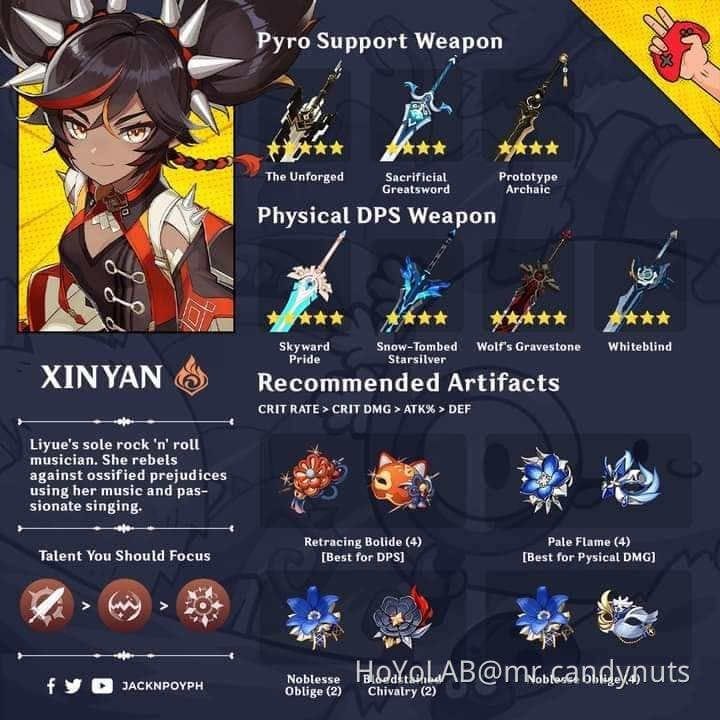 Pyro Support Weapon
The Unforged
Sacrificial
Greatsword
Prototype
Archaic
Physical DPS Weapon
Skyward
Pride
Snow-Tombed
Starsilver
Wolf's Gravestone
Whiteblind
XINYAN
Recommended Artifacts
CRIT RATE > CRIT DMG > ATK% > DEF
Liyue's sole rock 'n' roll
musician. She rebels
against ossified prejudices
using her music and pas-
sionate singing.
Talent You Should Focus
> >
Retracing Bolide (4)
[Best for DPS]
Pale Flame (4)
[Best for Pysical DMG]
Noblesse
Oblige (2)
Bloodstained
Chivalry (2)
Noblesse Oblige (4)
HoYoLAB@mr.candynuts
JACKNPOYPH